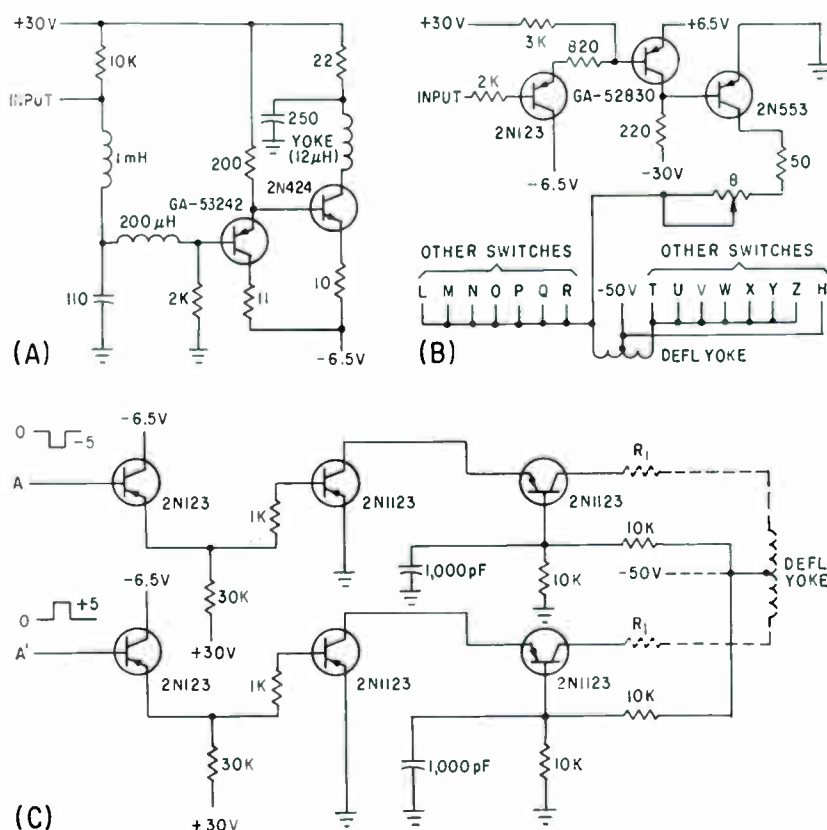 +30V
10K
INPUT
1mH
200μH
110
2K
GA-53242
200
11
22
250
YOKE
(12μH)
2N424
10
-6.5V
(A)
+30V
3K
820
+6.5V
INPUT
2K
2N123
-6.5V
GA-52830
220
-30V
2N553
50
8
OTHER SWITCHES
L M N O P Q R
-50V
OTHER SWITCHES
T U V W X Y Z H
DEFL YOKE
(B)
0
-5
A
-6.5V
2N123
1K
30K
+30V
2N1123
2N1123
R1
1,000pF
10K
10K
-50V
DEFL
YOKE
0
+5
A'
-6.5V
2N123
1K
30K
+30V
2N1123
2N1123
R1
1,000pF
10K
10K
(C)